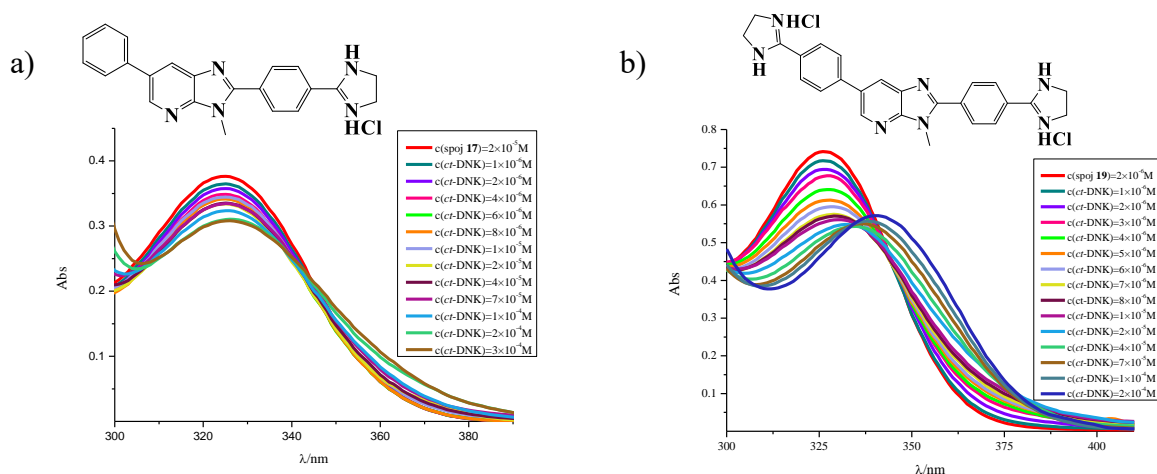 a)
N
N
N
H
N
N
HCl
c(spoj 17)=2×10⁻⁵M
c(ct-DNK)=1×10⁻⁶M
c(ct-DNK)=2×10⁻⁶M
c(ct-DNK)=4×10⁻⁶M
c(ct-DNK)=6×10⁻⁶M
c(ct-DNK)=8×10⁻⁶M
c(ct-DNK)=1×10⁻⁵M
c(ct-DNK)=2×10⁻⁵M
c(ct-DNK)=4×10⁻⁵M
c(ct-DNK)=7×10⁻⁵M
c(ct-DNK)=1×10⁻⁴M
c(ct-DNK)=2×10⁻⁴M
c(ct-DNK)=3×10⁻⁴M
Abs
0.4
0.3
0.2
0.1
300 320 340 360 380
λ/nm
b)
N
HCl
N
H
N
N
N
H
N
N
HCl
c(spoj 19)=2×10⁻⁶M
c(ct-DNK)=1×10⁻⁶M
c(ct-DNK)=2×10⁻⁶M
c(ct-DNK)=3×10⁻⁶M
c(ct-DNK)=4×10⁻⁶M
c(ct-DNK)=5×10⁻⁶M
c(ct-DNK)=6×10⁻⁶M
c(ct-DNK)=7×10⁻⁶M
c(ct-DNK)=8×10⁻⁶M
c(ct-DNK)=1×10⁻⁵M
c(ct-DNK)=2×10⁻⁵M
c(ct-DNK)=4×10⁻⁵M
c(ct-DNK)=7×10⁻⁵M
c(ct-DNK)=1×10⁻⁴M
c(ct-DNK)=2×10⁻⁴M
Abs
0.8
0.7
0.6
0.5
0.4
0.3
0.2
0.1
300 325 350 375 400
λ/nm